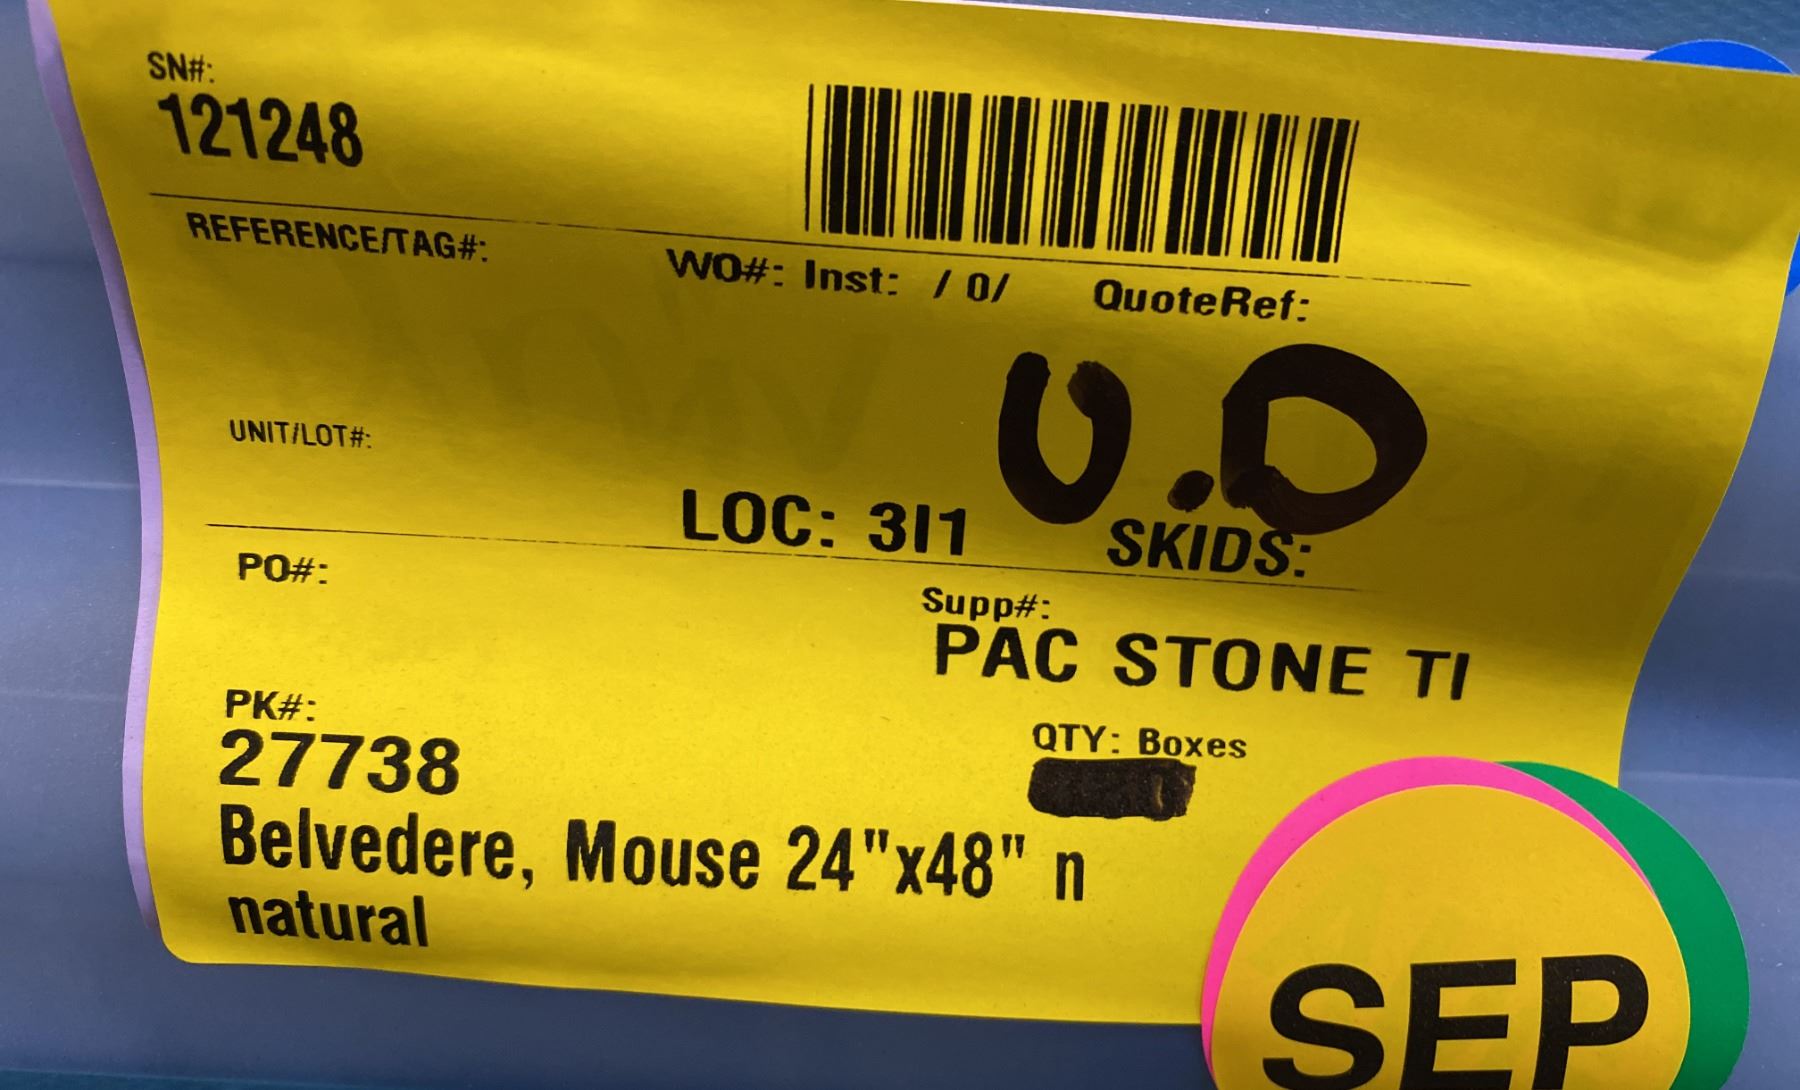 SN#:
121248
REFERENCE/TAG#:
WO#: Inst: / 0/ QuoteRef:
U.D
UNIT/LOT#:
LOC: 3I1 SKIDS:
PO#:
Supp#:
PAC STONE TI
PK#:
27738
QTY: Boxes
Belvedere, Mouse 24"x48" n
natural
SEP